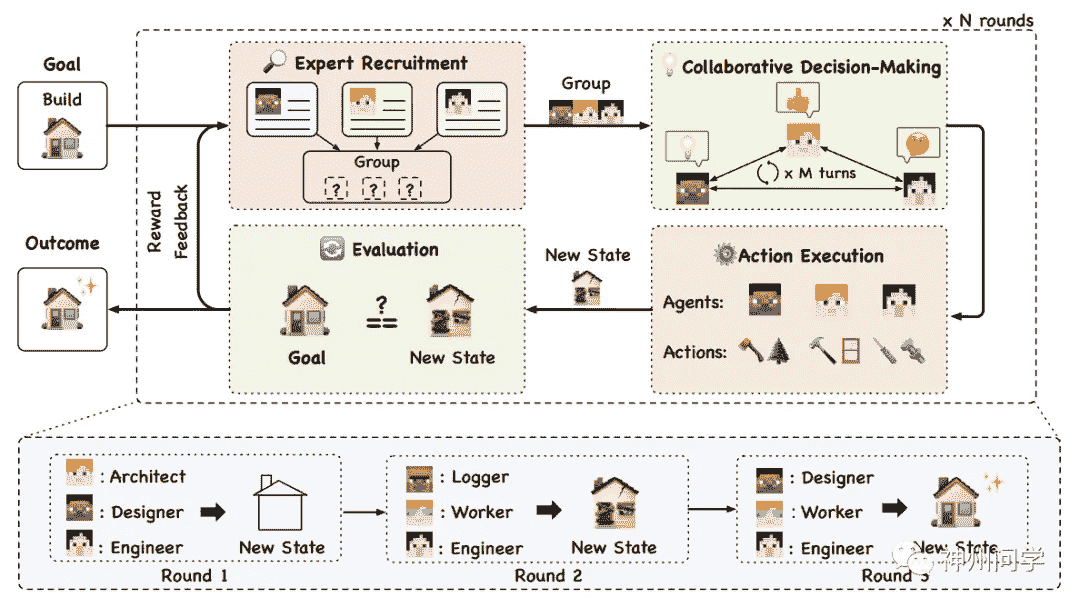 x N rounds
Goal
Build
Expert Recruitment
Group
? ? ?
Group
Collaborative Decision-Making
x M turns
Reward
Feedback
Outcome
Evaluation
?
==
Goal
New State
New State
Action Execution
Agents:
Actions:
: Architect
: Designer
: Engineer
New State
Round 1
: Logger
: Worker
: Engineer
New State
Round 2
: Designer
: Worker
: Engineer
New State
Round 3
神州问学